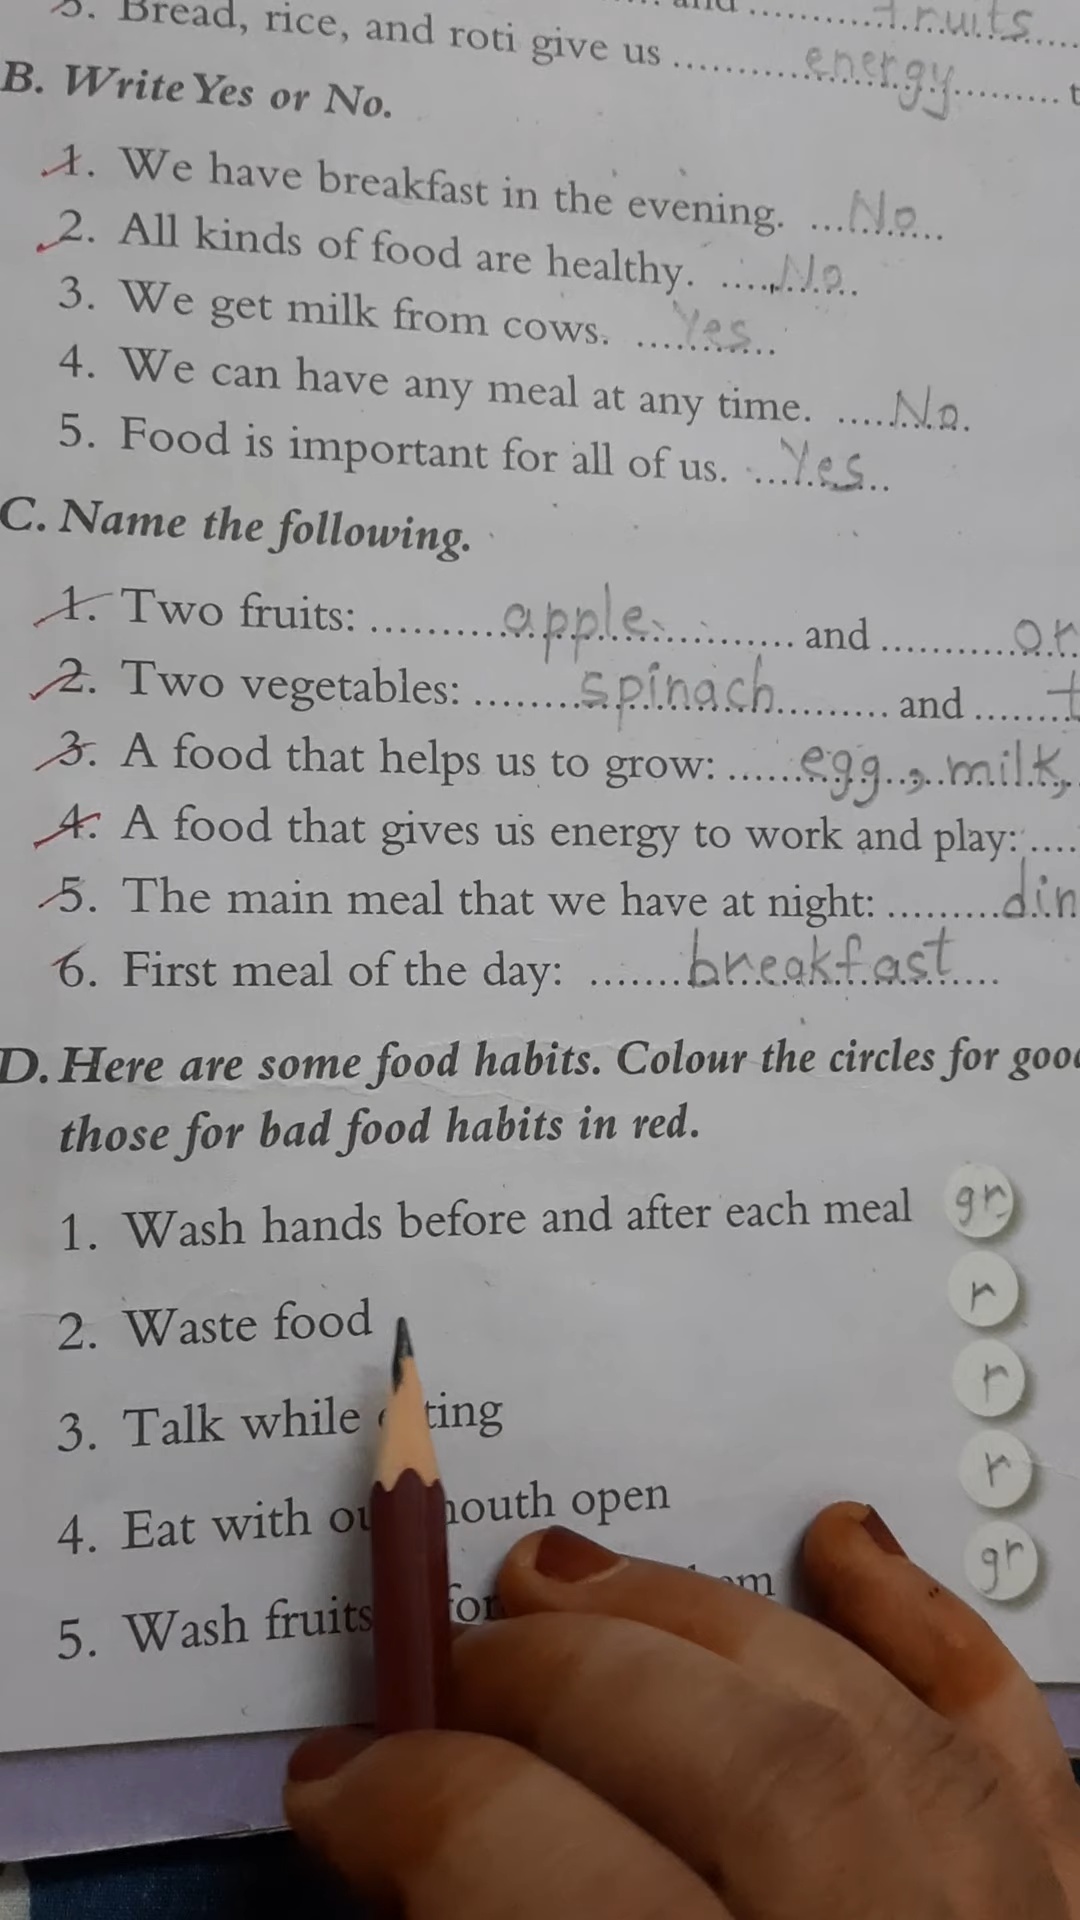 3. Bread, rice, and roti give us .................energy............. t
and ............fruits.....
B. Write Yes or No.
1. We have breakfast in the evening. ...No...
2. All kinds of food are healthy. .....No...
3. We get milk from cows. ...Yes...
4. We can have any meal at any time. .....No.
5. Food is important for all of us. ...Yes...
C. Name the following.
1. Two fruits: ..........apple............. and ...........or
2. Two vegetables: ........spinach......... and ........t
3. A food that helps us to grow: ......egg, milk,
4. A food that gives us energy to work and play: ....
5. The main meal that we have at night: .........din
6. First meal of the day: .......breakfast...
D. Here are some food habits. Colour the circles for good
those for bad food habits in red.
1. Wash hands before and after each meal gr
2. Waste food r
3. Talk while ting r
4. Eat with ou mouth open r
5. Wash fruits for gr